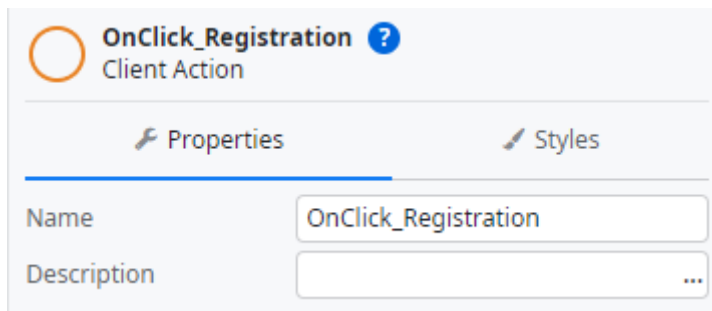 OnClick_Registration ?
Client Action
Properties Styles
Name OnClick_Registration
Description ...